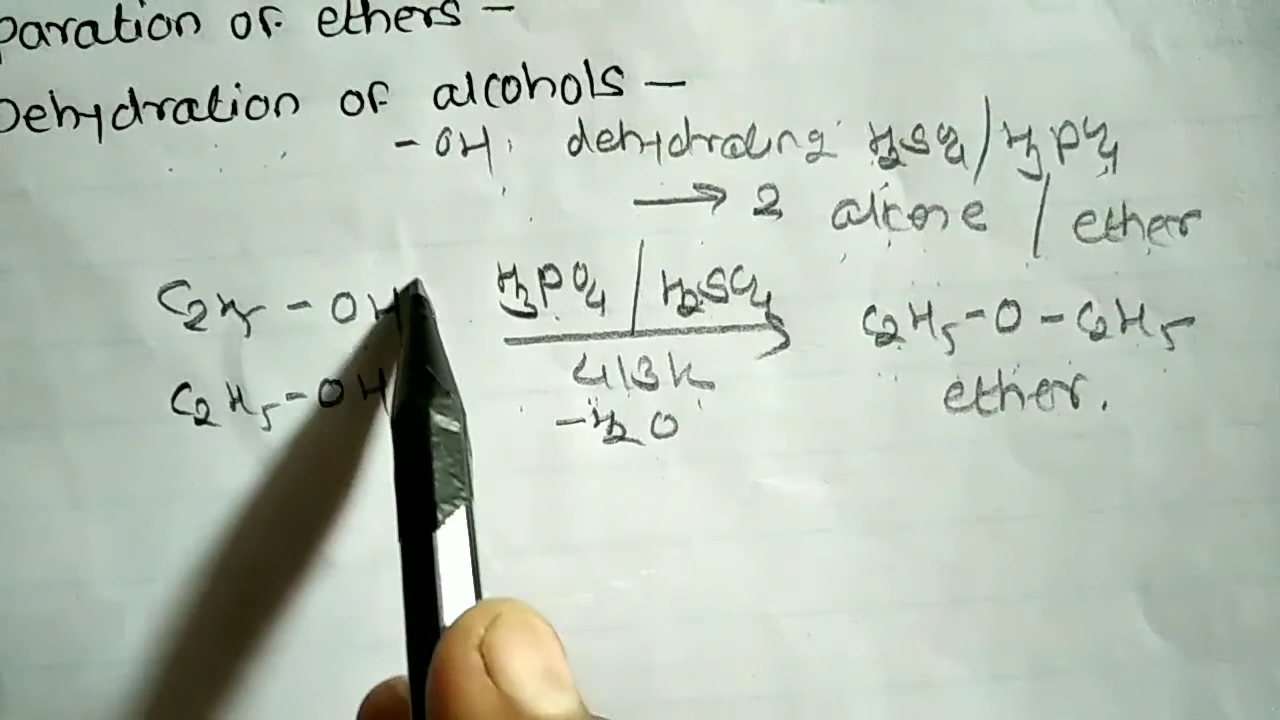 paration of ethers –
Dehydration of alcohols –
– OH. dehydrating H2SO4/H3PO4
→ 2 alkene / ether
C2H5 – OH H3PO4 / H2SO4 C2H5 – O – C2H5
C2H5 – OH 413K ether.
– H2O